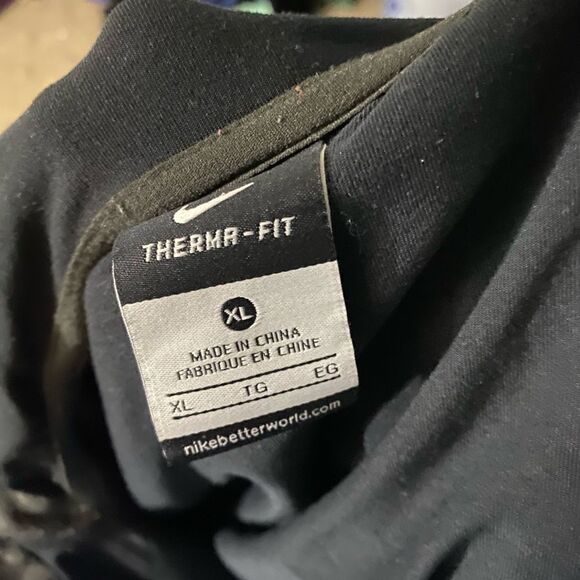 THERMA-FIT
XL
MADE IN CHINA
FABRIQUE EN CHINE
XL TG EG
nikebetterworld.com